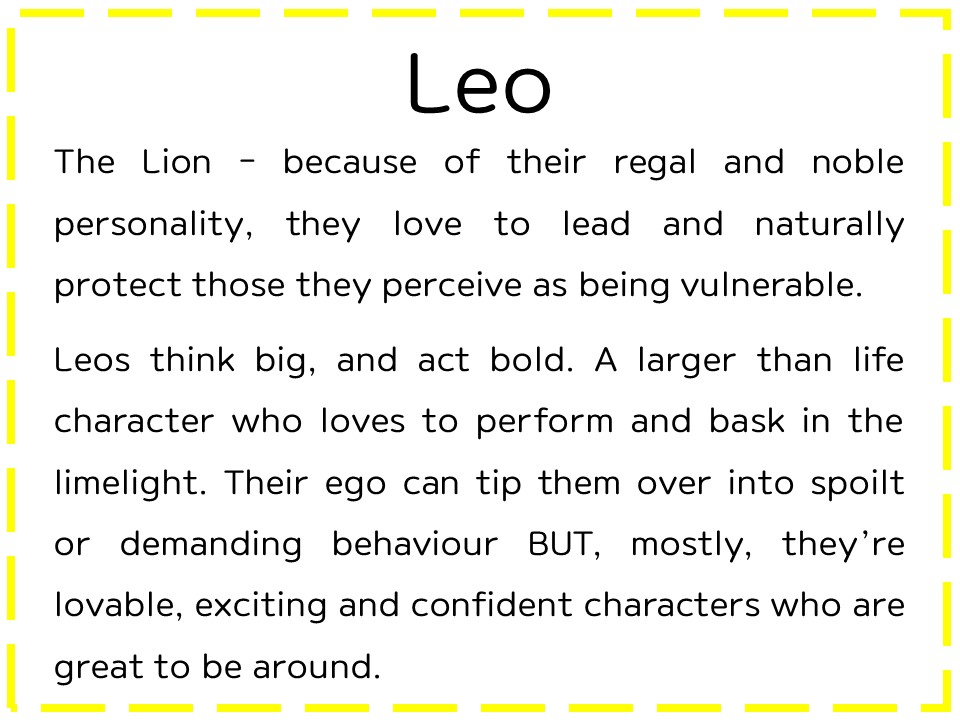 Leo
The Lion – because of their regal and noble
personality, they love to lead and naturally
protect those they perceive as being vulnerable.
Leos think big, and act bold. A larger than life
character who loves to perform and bask in the
limelight. Their ego can tip them over into spoilt
or demanding behaviour BUT, mostly, they’re
lovable, exciting and confident characters who are
great to be around.